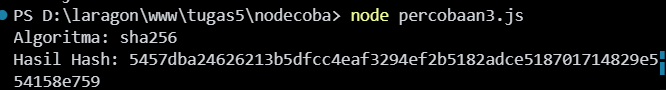 PS D:\laragon\www\tugas5\nodecoba> node percobaan3.js
Algoritma: sha256
Hasil Hash: 5457dba24626213b5dfcc4eaf3294ef2b5182adce518701714829e5
54158e759